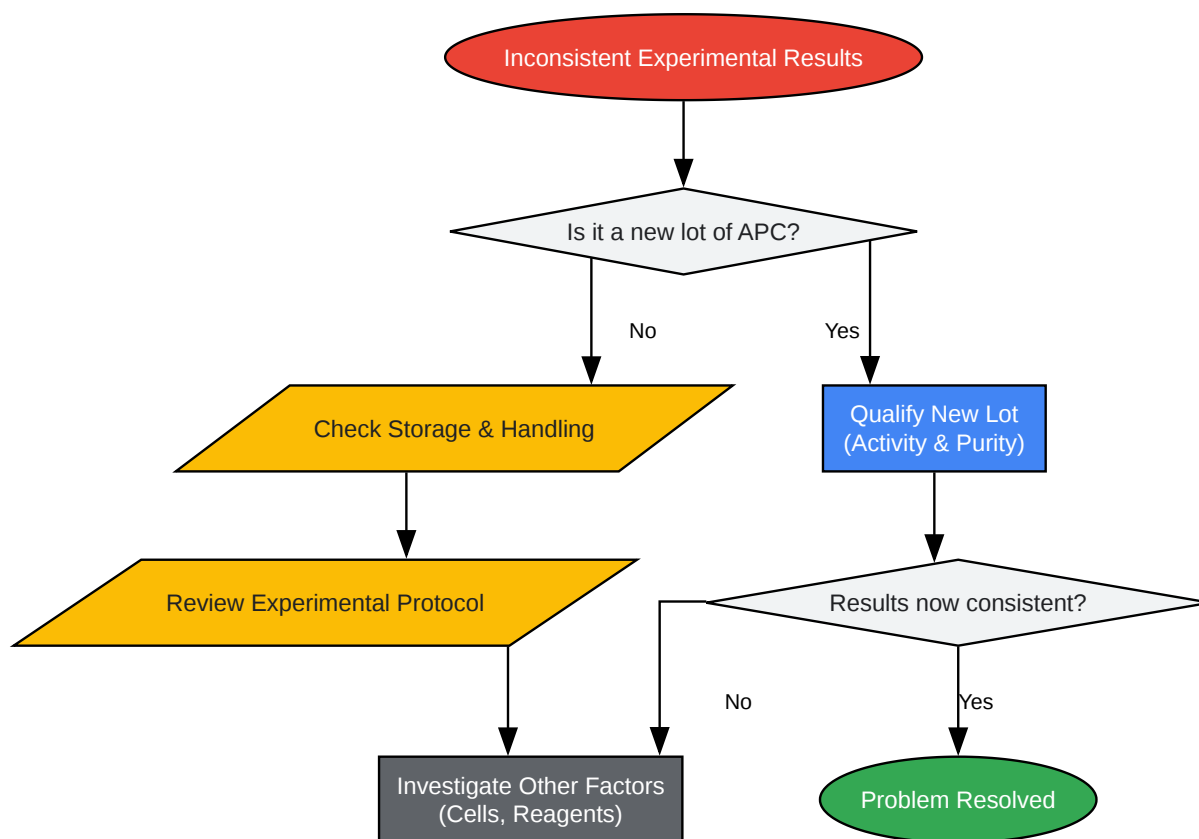 Inconsistent Experimental Results
Is it a new lot of APC?
No
Yes
Check Storage & Handling
Qualify New Lot
(Activity & Purity)
Review Experimental Protocol
Results now consistent?
No
Yes
Investigate Other Factors
(Cells, Reagents)
Problem Resolved